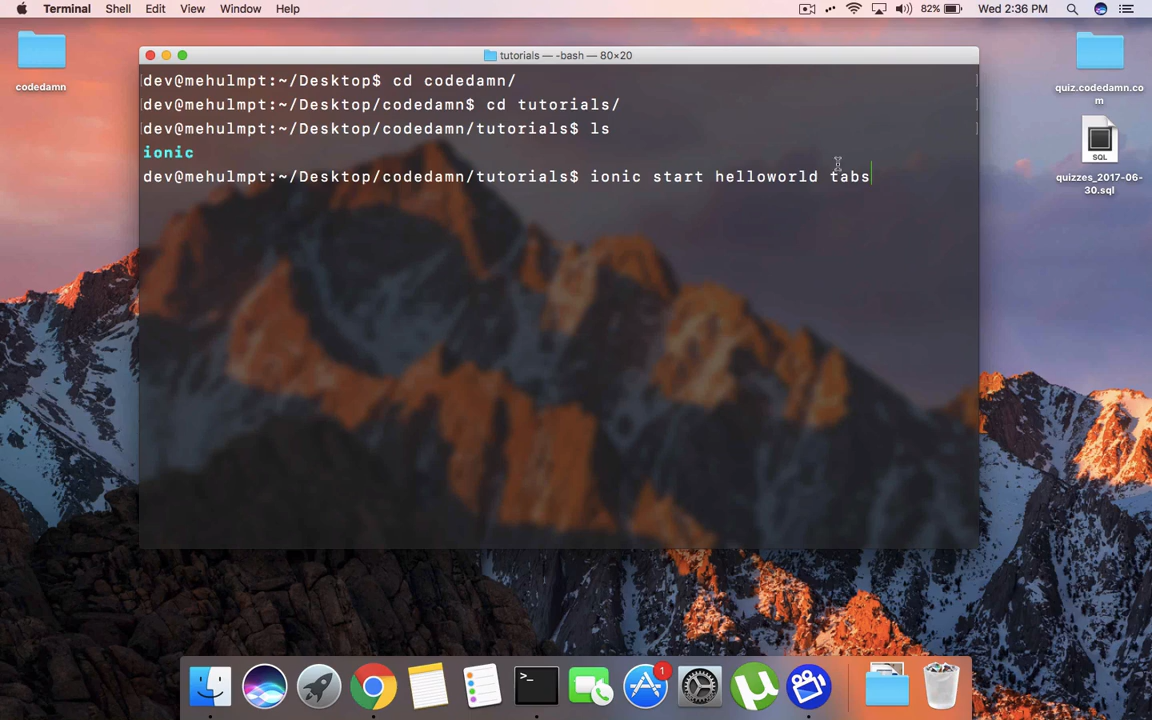 Terminal Shell Edit View Window Help 82% Wed 2:36 PM
codedamn
quiz.codedamn.co
m
SQL
quizzes_2017-06-
30.sql
tutorials — -bash — 80×20
dev@mehulmpt:~/Desktop$ cd codedamn/
dev@mehulmpt:~/Desktop/codedamn$ cd tutorials/
dev@mehulmpt:~/Desktop/codedamn/tutorials$ ls
ionic
dev@mehulmpt:~/Desktop/codedamn/tutorials$ ionic start helloworld tabs
>_
1